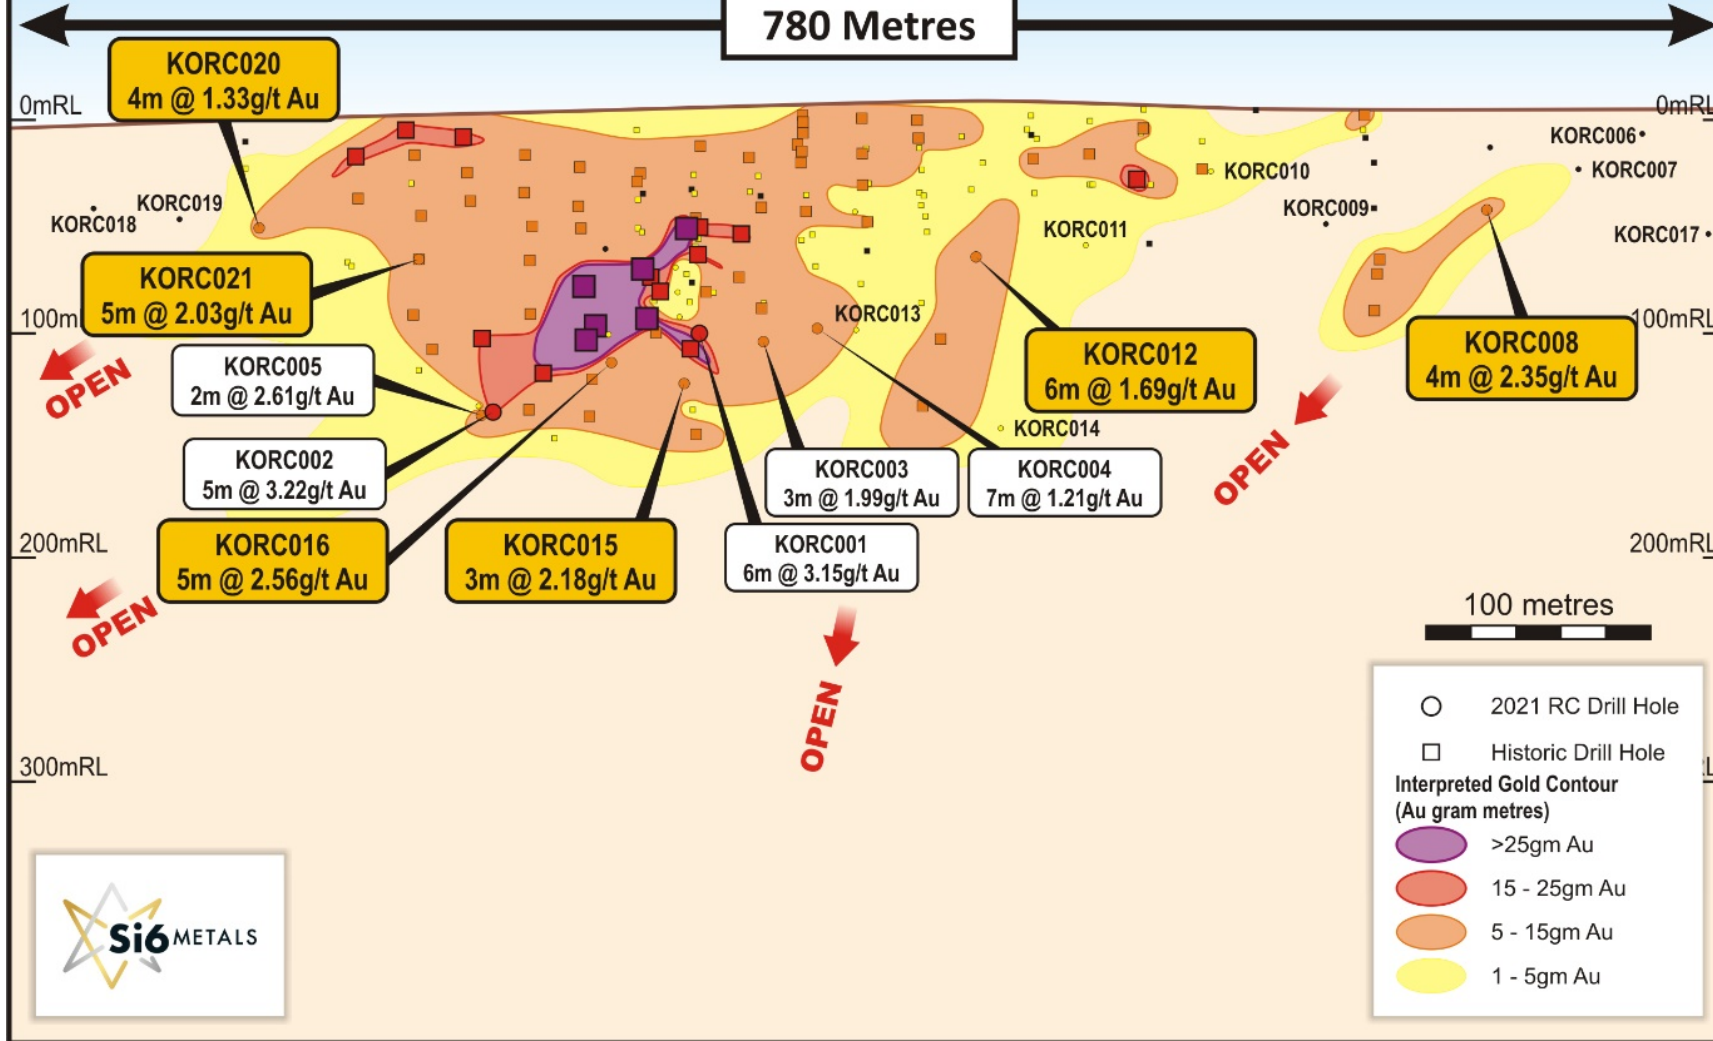 780 Metres
KORC020
4m @ 1.33g/t Au
0mRL
0mRL
KORC006
KORC007
KORC010
KORC019
KORC018
KORC009
KORC011
KORC017
KORC021
5m @ 2.03g/t Au
100m
100mRL
KORC013
KORC012
6m @ 1.69g/t Au
KORC008
4m @ 2.35g/t Au
OPEN
KORC005
2m @ 2.61g/t Au
KORC014
OPEN
KORC002
5m @ 3.22g/t Au
KORC003
3m @ 1.99g/t Au
KORC004
7m @ 1.21g/t Au
200mRL
200mRL
KORC016
5m @ 2.56g/t Au
KORC015
3m @ 2.18g/t Au
KORC001
6m @ 3.15g/t Au
OPEN
100 metres
OPEN
300mRL
2021 RC Drill Hole
Historic Drill Hole
Interpreted Gold Contour
(Au gram metres)
>25gm Au
15 - 25gm Au
5 - 15gm Au
1 - 5gm Au
Si6 METALS